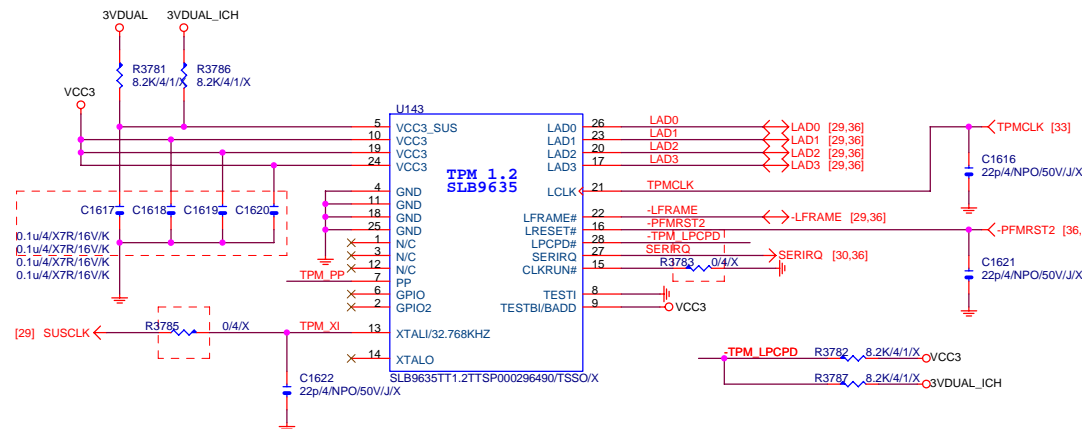 3VDUAL 3VDUAL_ICH
R3781 R3786
8.2K/4/1/X 8.2K/4/1/X
VCC3
U143
5 VCC3_SUS
10 VCC3
19 VCC3
24 VCC3
4 GND
11 GND
18 GND
25 GND
1 N/C
3 N/C
12 N/C
TPM_PP 7 PP
6 GPIO
2 GPIO2
TPM_XI 13 XTALI/32.768KHZ
14 XTALO
TPM 1.2
SLB9635
LAD0 26 LAD0 LAD0 [29,36]
LAD1 23 LAD1 LAD1 [29,36]
LAD2 20 LAD2 LAD2 [29,36]
LAD3 17 LAD3 LAD3 [29,36]
LCLK 21 TPMCLK TPMCLK [33]
LFRAME# 22 -LFRAME -LFRAME [29,36]
LRESET# 16 -PFMRST2 -PFMRST2 [36,
LPCPD# 28 -TPM_LPCPD
SERIRQ 27 SERIRQ SERIRQ [30,36]
CLKRUN# 15 R3783 0/4/X
TESTI 8
TESTBI/BADD 9 VCC3
C1616
22p/4/NPO/50V/J/X
C1621
22p/4/NPO/50V/J/X
C1617 C1618 C1619 C1620
0.1u/4/X7R/16V/K
0.1u/4/X7R/16V/K
0.1u/4/X7R/16V/K
0.1u/4/X7R/16V/K
[29] SUSCLK R3785 0/4/X
C1622
22p/4/NPO/50V/J/X
SLB9635TT1.2TTSP000296490/TSSO/X
-TPM_LPCPD R3782 8.2K/4/1/X VCC3
R3787 8.2K/4/1/X 3VDUAL_ICH